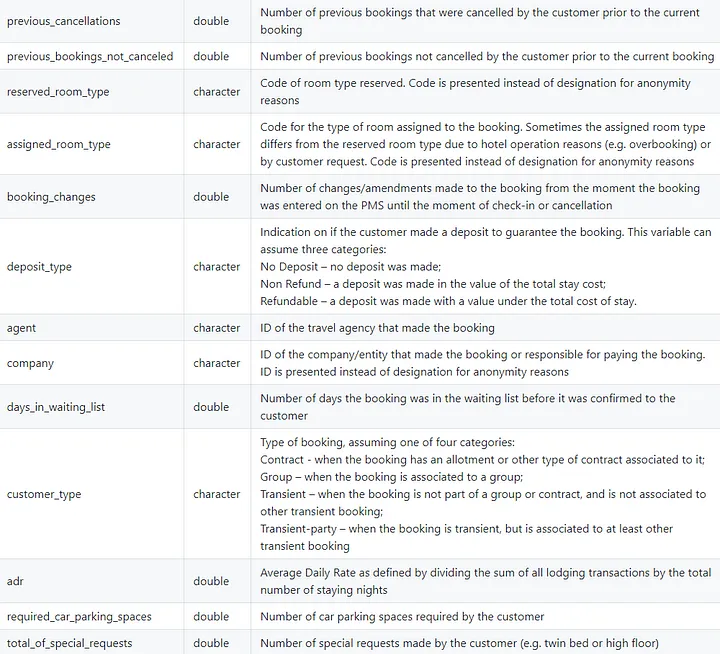 previous_cancellations double Number of previous bookings that were cancelled by the customer prior to the current
booking
previous_bookings_not_canceled double Number of previous bookings not cancelled by the customer prior to the current booking
reserved_room_type character Code of room type reserved. Code is presented instead of designation for anonymity
reasons
assigned_room_type character Code for the type of room assigned to the booking. Sometimes the assigned room type
differs from the reserved room type due to hotel operation reasons (e.g. overbooking) or
by customer request. Code is presented instead of designation for anonymity reasons
booking_changes double Number of changes/amendments made to the booking from the moment the booking
was entered on the PMS until the moment of check-in or cancellation
deposit_type character Indication on if the customer made a deposit to guarantee the booking. This variable can
assume three categories:
No Deposit – no deposit was made;
Non Refund – a deposit was made in the value of the total stay cost;
Refundable – a deposit was made with a value under the total cost of stay.
agent character ID of the travel agency that made the booking
company character ID of the company/entity that made the booking or responsible for paying the booking.
ID is presented instead of designation for anonymity reasons
days_in_waiting_list double Number of days the booking was in the waiting list before it was confirmed to the
customer
customer_type character Type of booking, assuming one of four categories:
Contract - when the booking has an allotment or other type of contract associated to it;
Group – when the booking is associated to a group;
Transient – when the booking is not part of a group or contract, and is not associated to
other transient booking;
Transient-party – when the booking is transient, but is associated to at least other
transient booking
adr double Average Daily Rate as defined by dividing the sum of all lodging transactions by the total
number of staying nights
required_car_parking_spaces double Number of car parking spaces required by the customer
total_of_special_requests double Number of special requests made by the customer (e.g. twin bed or high floor)